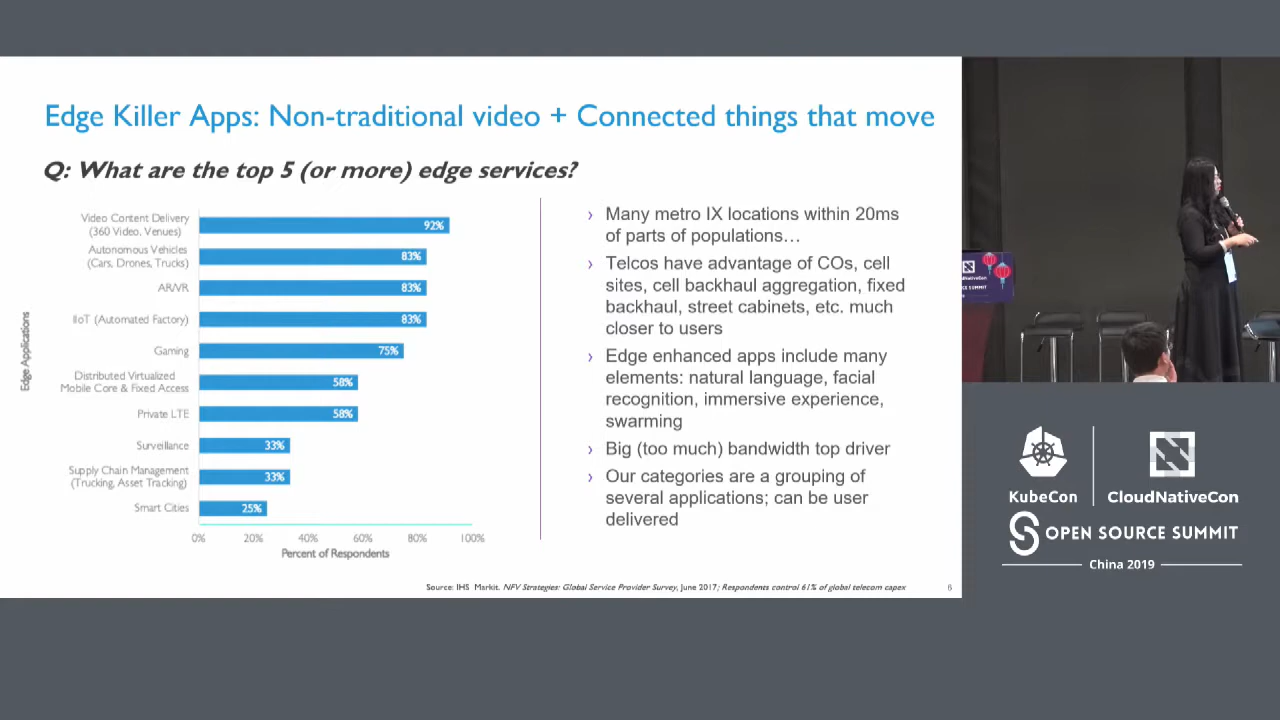 Edge Killer Apps: Non-traditional video + Connected things that move
Q: What are the top 5 (or more) edge services?
Edge Applications
Video Content Delivery
(360 Video, Venues)
92%
Autonomous Vehicles
(Cars, Drones, Trucks)
83%
AR/VR
83%
IIoT (Automated Factory)
83%
Gaming
75%
Distributed Virtualized
Mobile Core & Fixed Access
58%
Private LTE
58%
Surveillance
33%
Supply Chain Management
(Trucking, Asset Tracking)
33%
Smart Cities
25%
0% 20% 40% 60% 80% 100%
Percent of Respondents
› Many metro IX locations within 20ms
of parts of populations…
› Telcos have advantage of COs, cell
sites, cell backhaul aggregation, fixed
backhaul, street cabinets, etc. much
closer to users
› Edge enhanced apps include many
elements: natural language, facial
recognition, immersive experience,
swarming
› Big (too much) bandwidth top driver
› Our categories are a grouping of
several applications; can be user
delivered
Source: IHS Markit, NFV Strategies: Global Service Provider Survey, June 2017; Respondents control 61% of global telecom capex
6
KubeCon
CloudNativeCon
OPEN SOURCE SUMMIT
China 2019